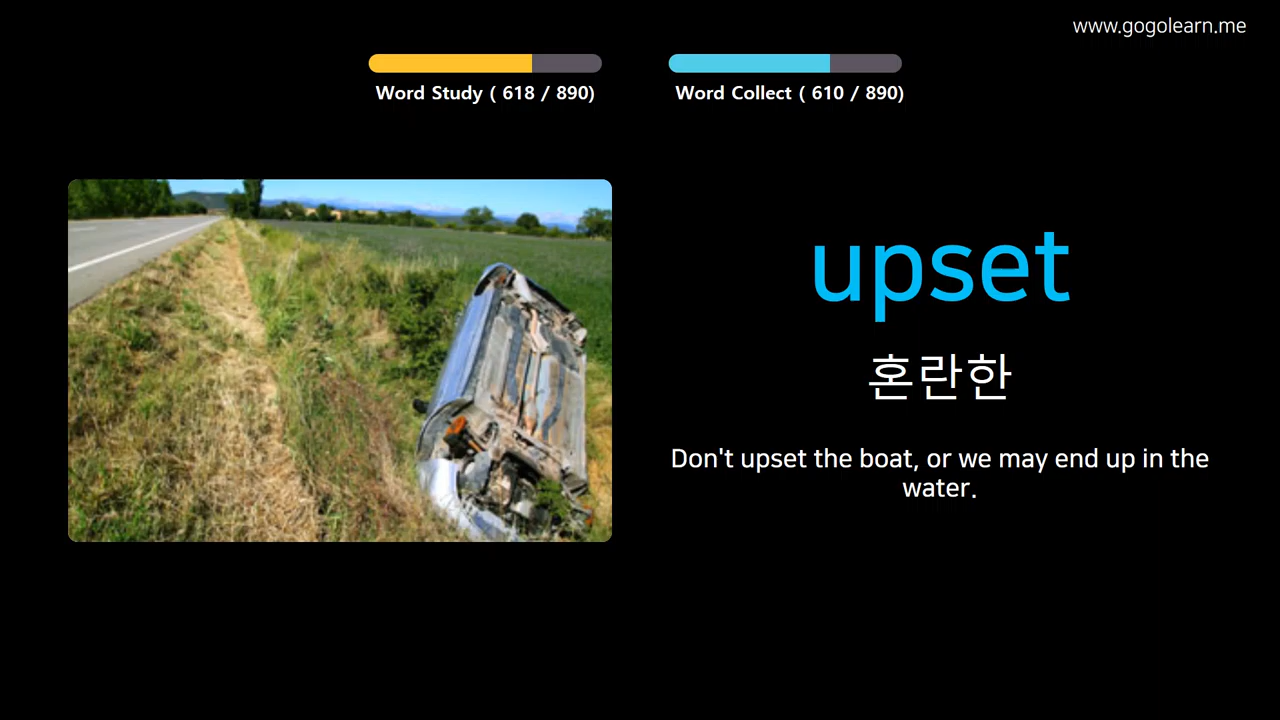 www.gogolearn.me
Word Study ( 618 / 890)
Word Collect ( 610 / 890)
upset
혼란한
Don't upset the boat, or we may end up in the
water.